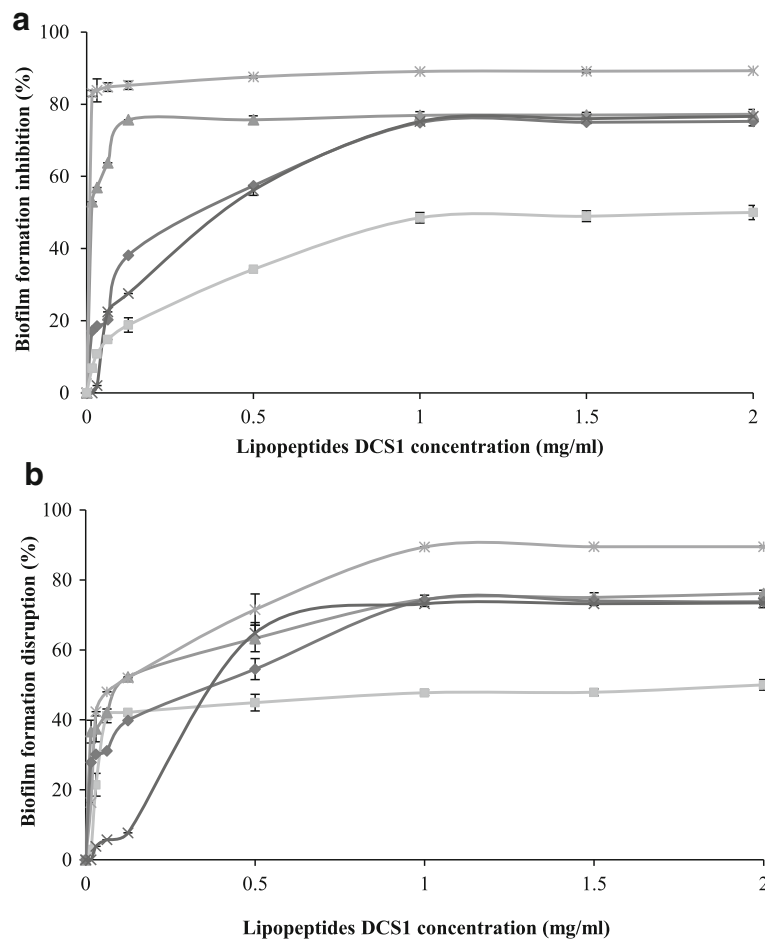 a
100
80
60
40
20
0
Biofilm formation inhibition (%)
0 0.5 1 1.5 2
Lipopeptides DCS1 concentration (mg/ml)
b
100
80
60
40
20
0
Biofilm formation disruption (%)
0 0.5 1 1.5 2
Lipopeptides DCS1 concentration (mg/ml)